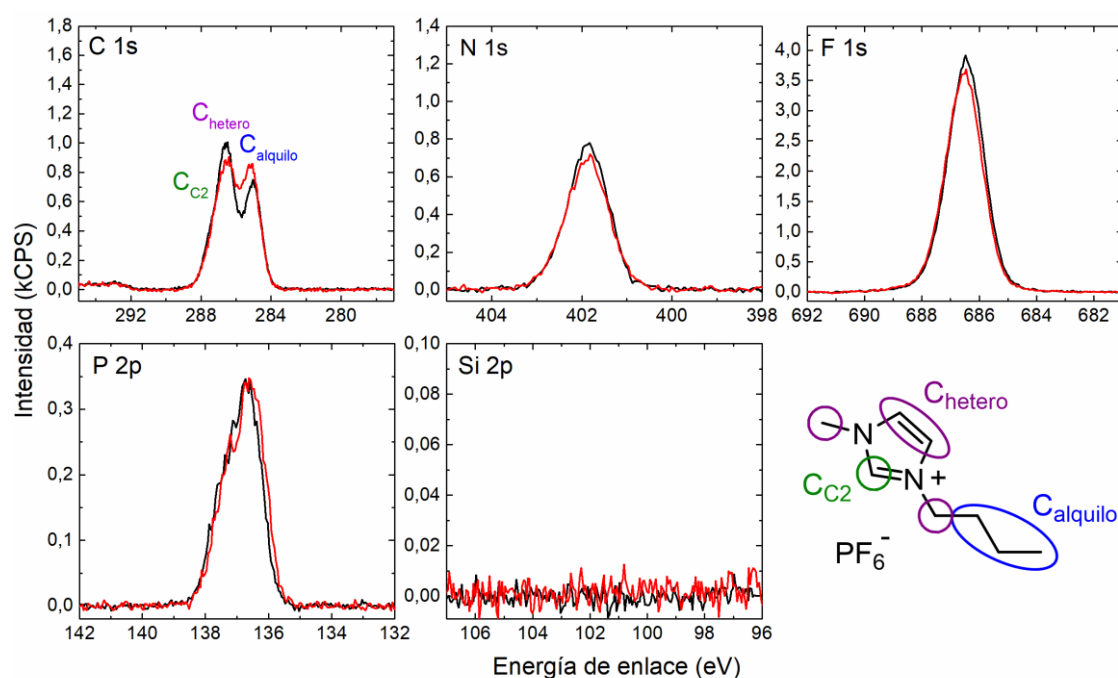 Intensidad (kCPS)
C 1s
C hetero
C alquilo
C C2
1,8
1,6
1,4
1,2
1,0
0,8
0,6
0,4
0,2
0,0
292 288 284 280
N 1s
1,4
1,2
1,0
0,8
0,6
0,4
0,2
0,0
404 402 400 398
F 1s
4,0
3,5
3,0
2,5
2,0
1,5
1,0
0,5
0,0
692 690 688 686 684 682
P 2p
0,4
0,3
0,2
0,1
0,0
142 140 138 136 134 132
Si 2p
0,10
0,08
0,06
0,04
0,02
0,00
106 104 102 100 98 96
C hetero
N
C C2
N +
C alquilo
PF6-
Energía de enlace (eV)